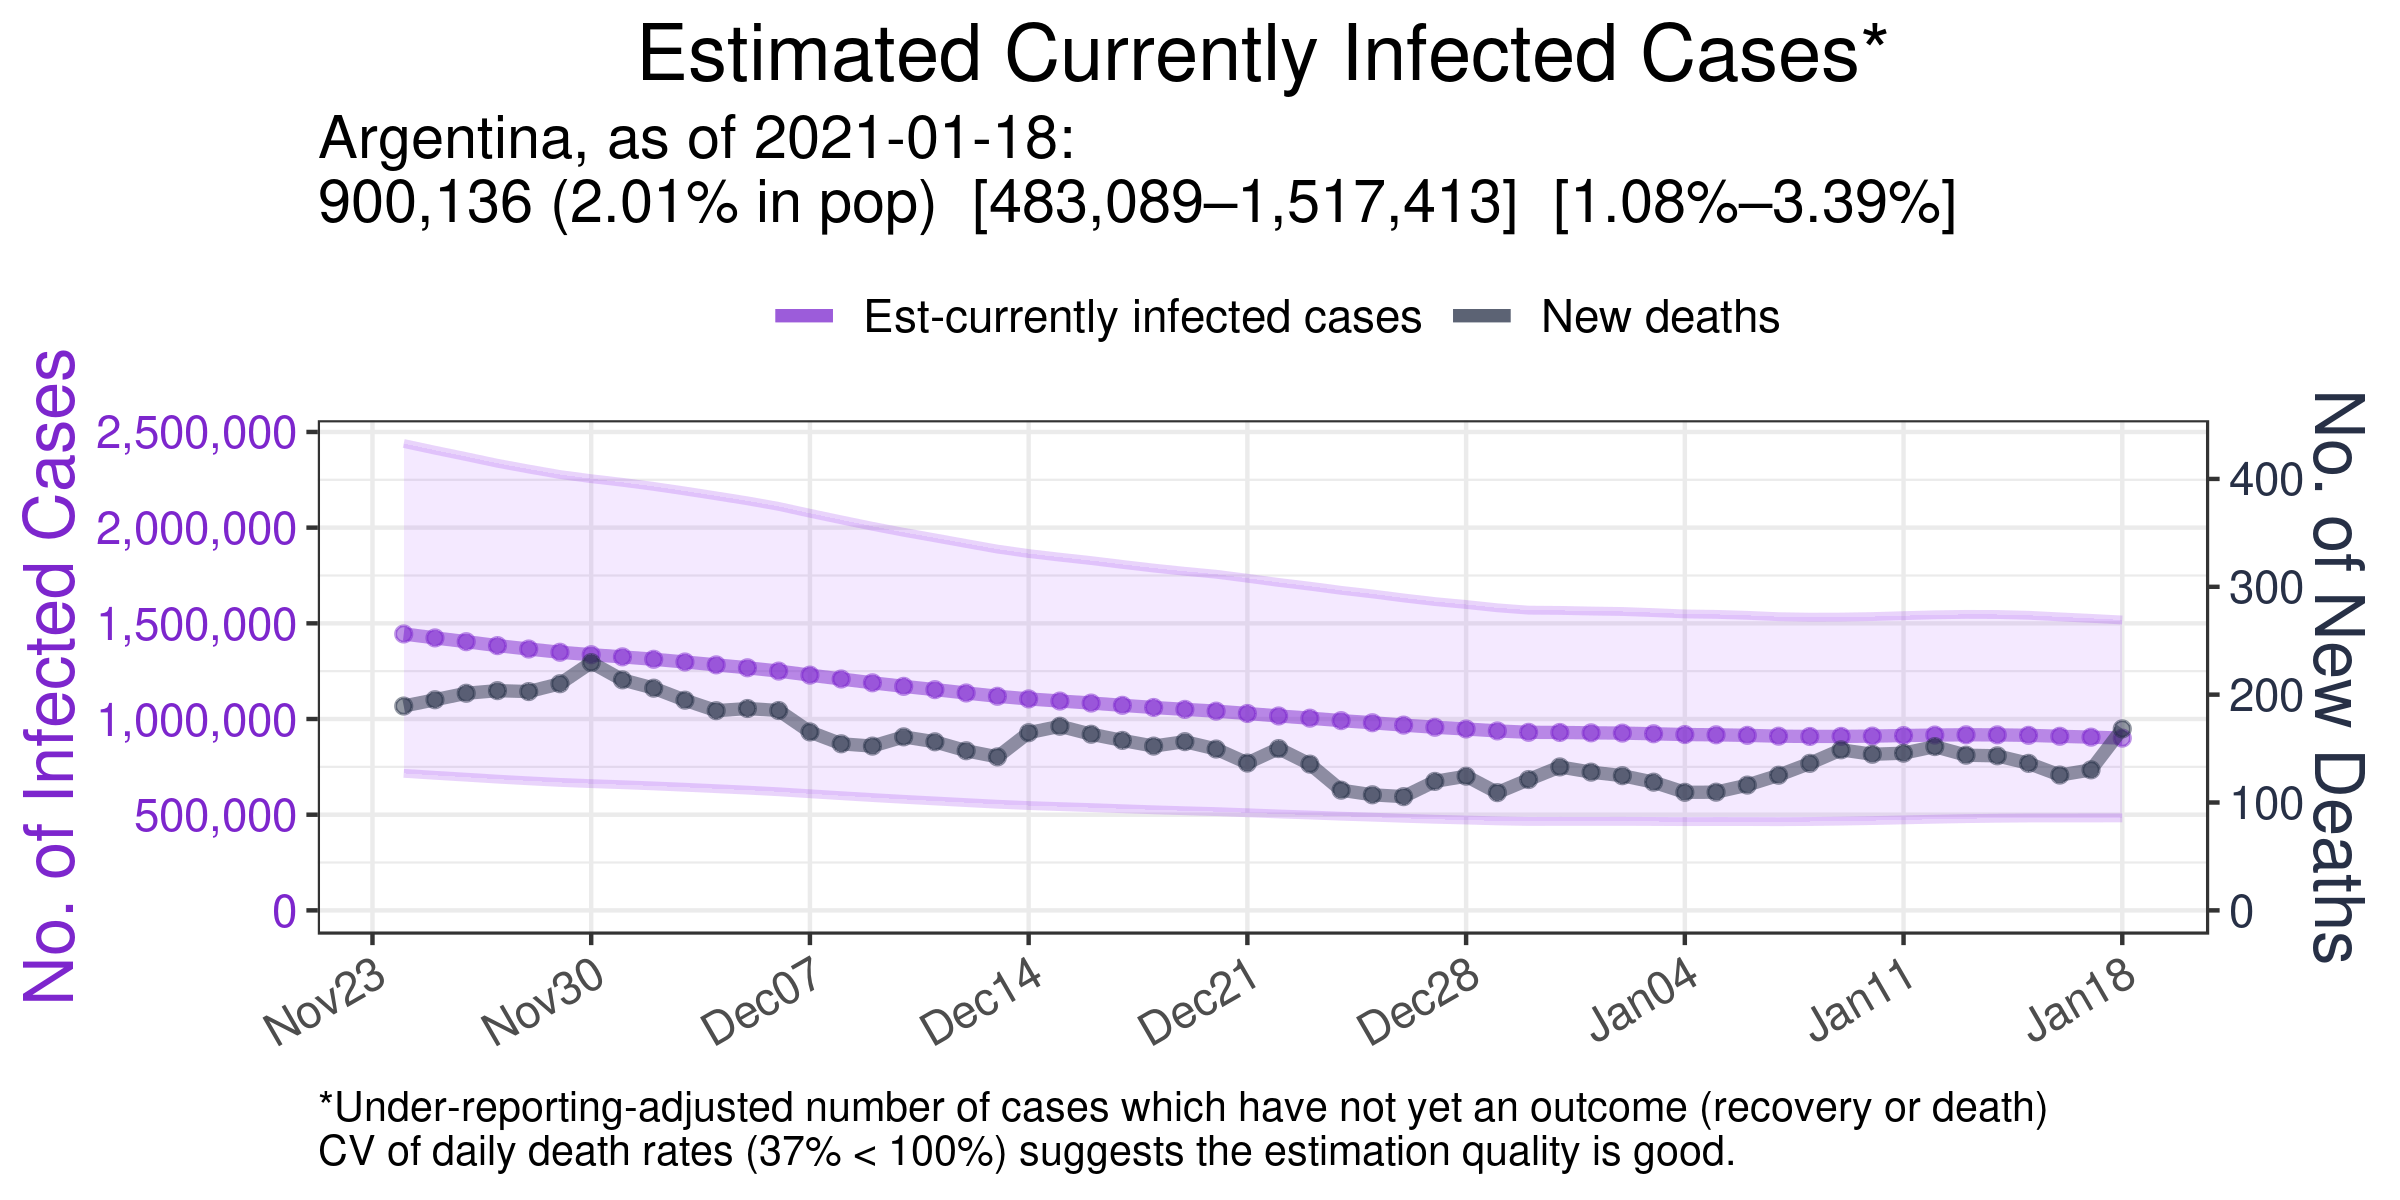 Estimated Currently Infected Cases*
Argentina, as of 2021-01-18:
900,136 (2.01% in pop)  [483,089–1,517,413]  [1.08%–3.39%]
Est-currently infected cases
New deaths
No. of Infected Cases
2,500,000
2,000,000
1,500,000
1,000,000
500,000
0
400
300
200
100
0
No. of New Deaths
Nov23
Nov30
Dec07
Dec14
Dec21
Dec28
Jan04
Jan11
Jan18
*Under-reporting-adjusted number of cases which have not yet an outcome (recovery or death)
CV of daily death rates (37% < 100%) suggests the estimation quality is good.